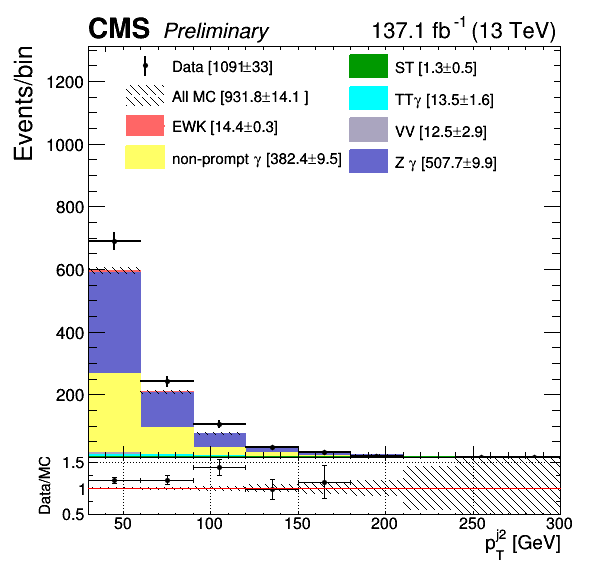 CMS Preliminary 137.1 fb⁻¹ (13 TeV)
Events/bin
Data [1091±33]
All MC [931.8±14.1 ]
EWK [14.4±0.3]
non-prompt γ [382.4±9.5]
ST [1.3±0.5]
TTγ [13.5±1.6]
VV [12.5±2.9]
Z γ [507.7±9.9]
1200
1000
800
600
400
200
Data/MC
1.5
1
0.5
50 100 150 200 250 300
p_T^j2 [GeV]